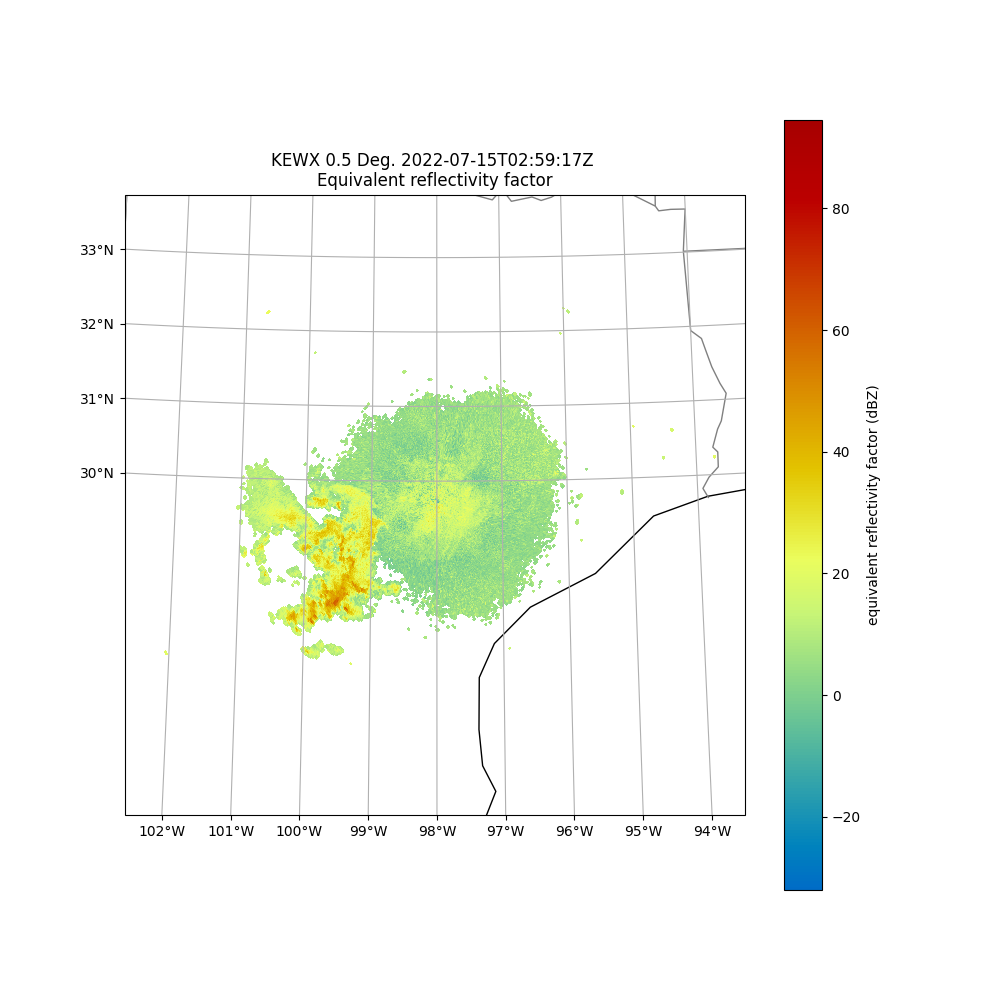 KEWX 0.5 Deg. 2022-07-15T02:59:17Z
Equivalent reflectivity factor
33°N
32°N
31°N
30°N
102°W 101°W 100°W 99°W 98°W 97°W 96°W 95°W 94°W
80
60
40
20
0
−20
equivalent reflectivity factor (dBZ)